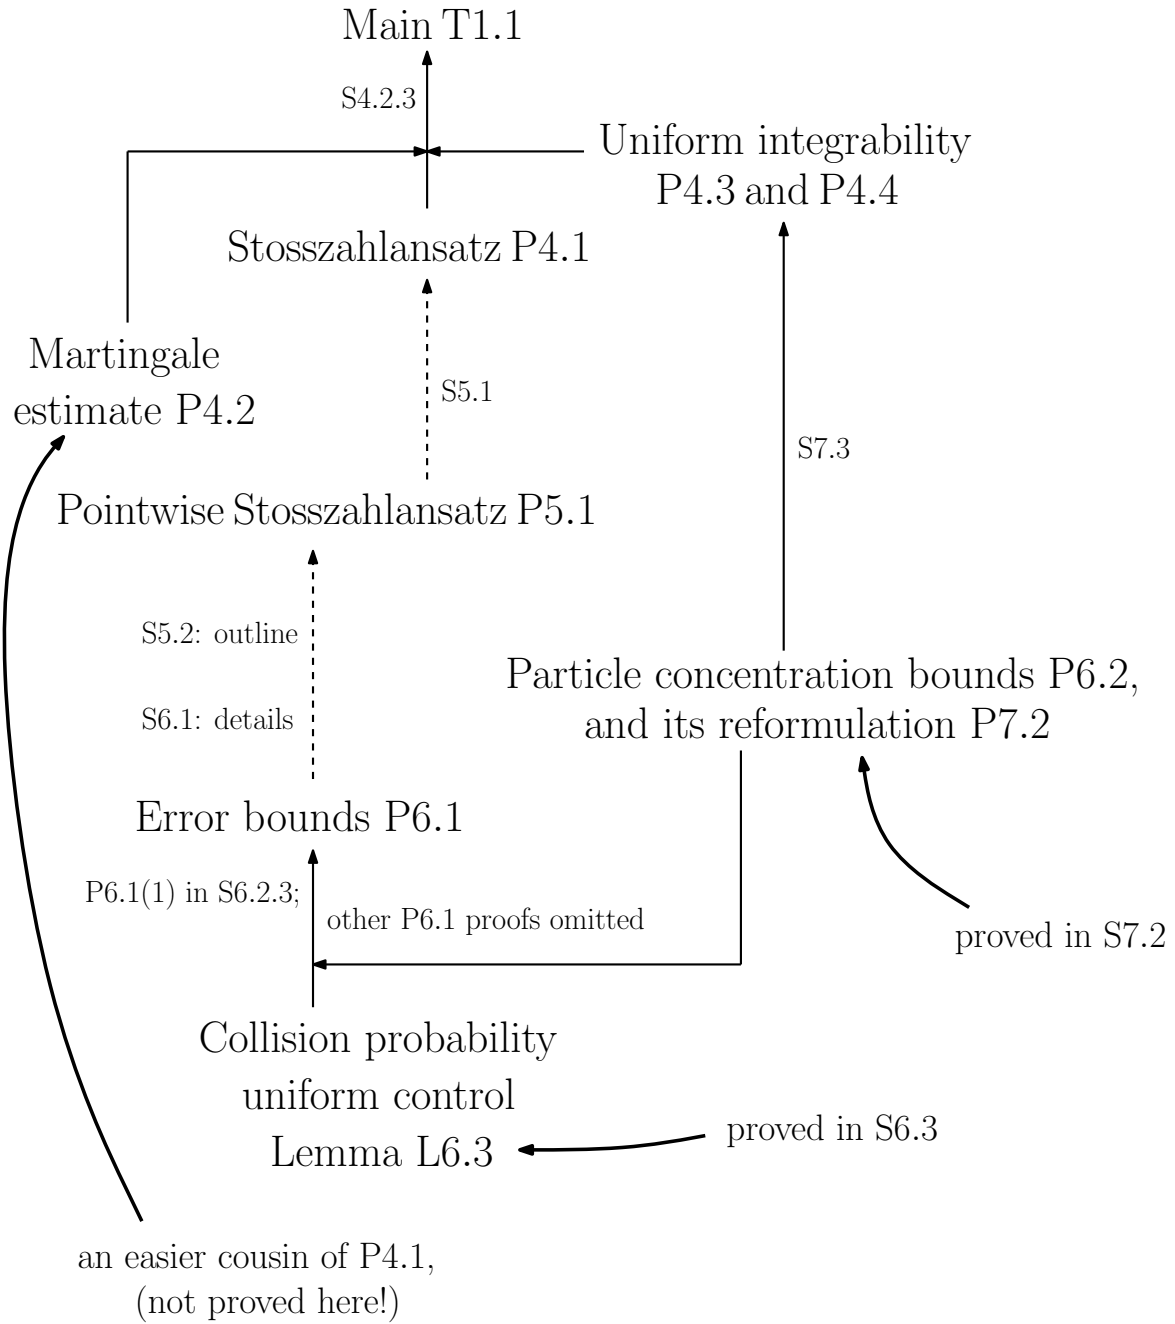 Main T1.1
S4.2.3
Uniform integrability
P4.3 and P4.4
Stosszahlansatz P4.1
Martingale
estimate P4.2
S5.1
S7.3
Pointwise Stosszahlansatz P5.1
S5.2: outline
S6.1: details
Particle concentration bounds P6.2,
and its reformulation P7.2
Error bounds P6.1
P6.1(1) in S6.2.3;
other P6.1 proofs omitted
proved in S7.2
Collision probability
uniform control
Lemma L6.3
proved in S6.3
an easier cousin of P4.1,
(not proved here!)